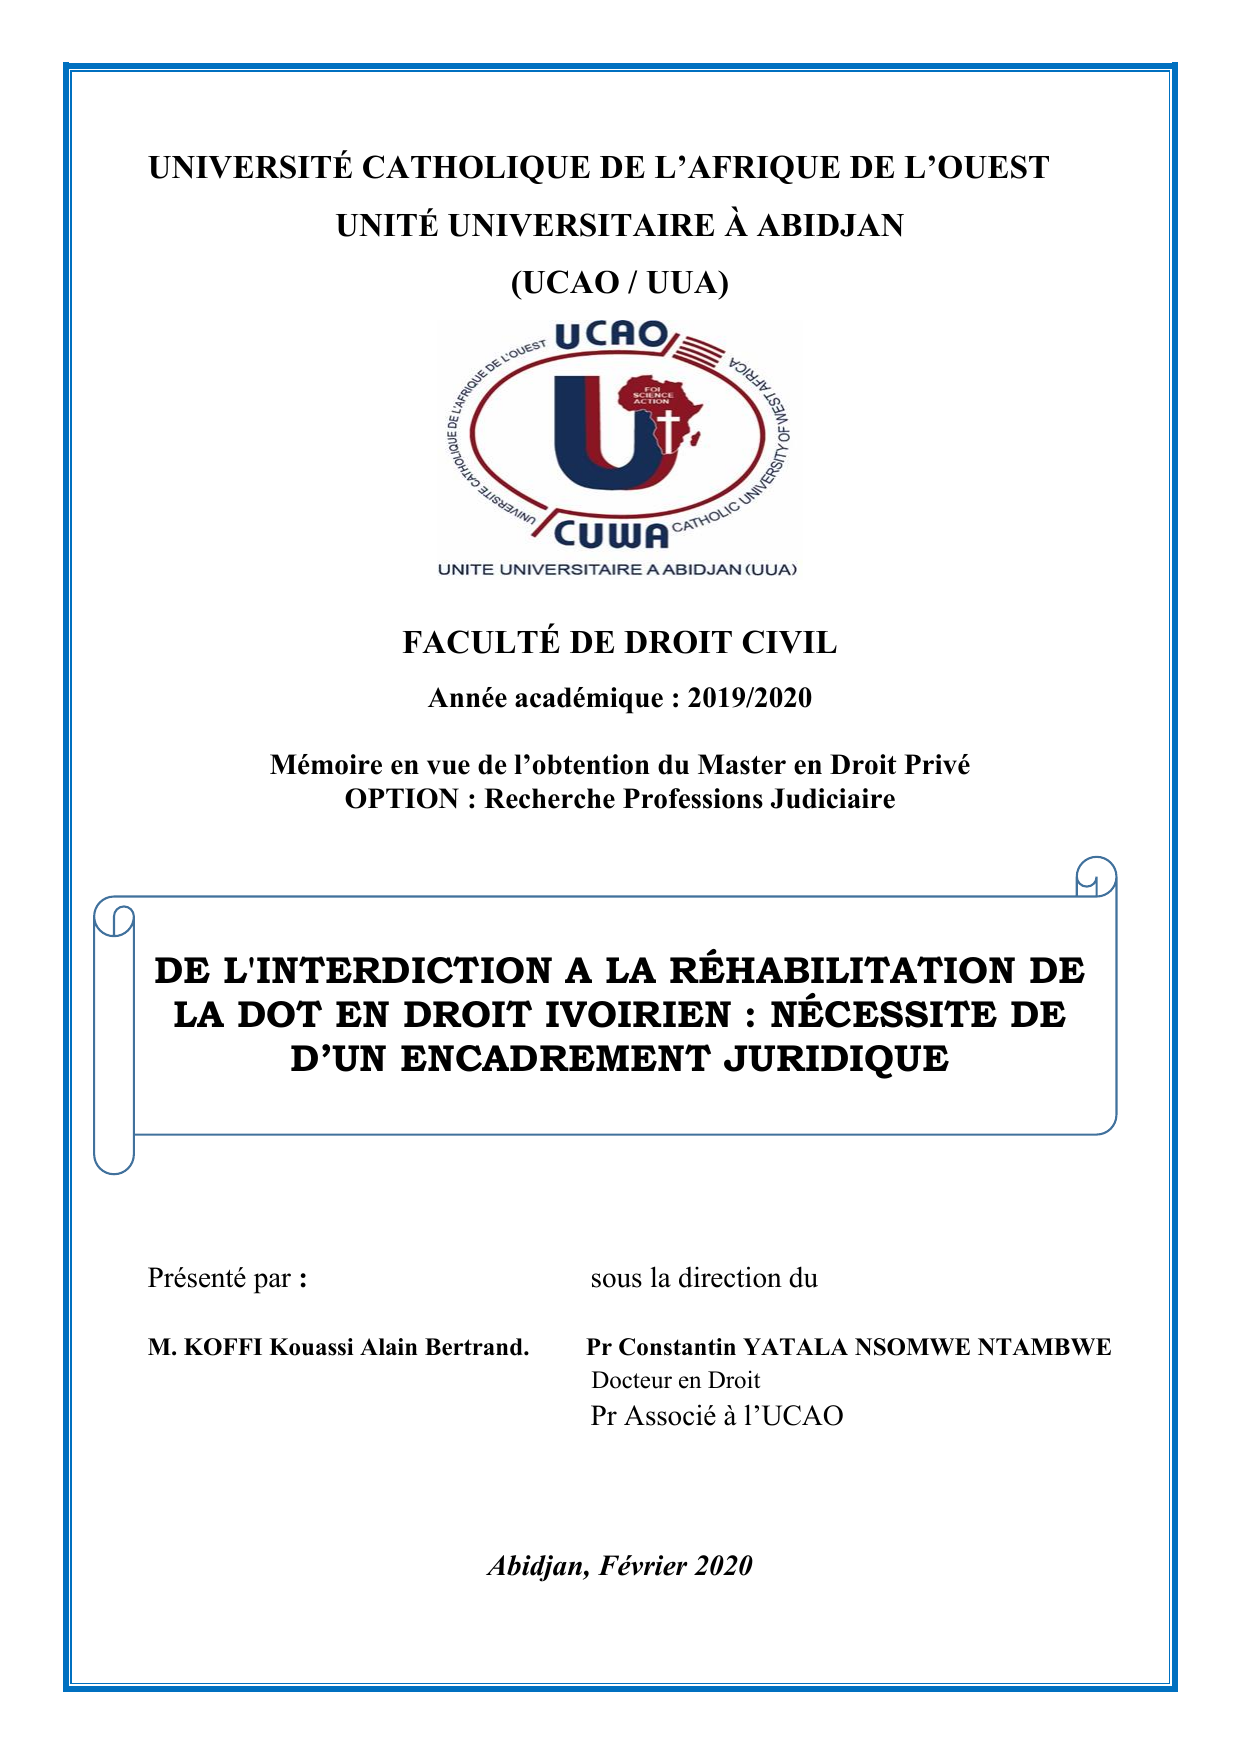 UNIVERSITÉ CATHOLIQUE DE L’AFRIQUE DE L’OUEST
UNITÉ UNIVERSITAIRE À ABIDJAN
(UCAO / UUA)
UCAO
UNIVERSITE CATHOLIQUE DE L'AFRIQUE DE L'OUEST
FOI
SCIENCE
ACTION
CATHOLIC UNIVERSITY OF WEST AFRICA
CUWA
UNITE UNIVERSITAIRE A ABIDJAN (UUA)
FACULTÉ DE DROIT CIVIL
Année académique : 2019/2020
Mémoire en vue de l’obtention du Master en Droit Privé
OPTION : Recherche Professions Judiciaire
DE L'INTERDICTION A LA RÉHABILITATION DE
LA DOT EN DROIT IVOIRIEN : NÉCESSITE DE
D’UN ENCADREMENT JURIDIQUE
Présenté par : sous la direction du
M. KOFFI Kouassi Alain Bertrand. Pr Constantin YATALA NSOMWE NTAMBWE
Docteur en Droit
Pr Associé à l’UCAO
Abidjan, Février 2020